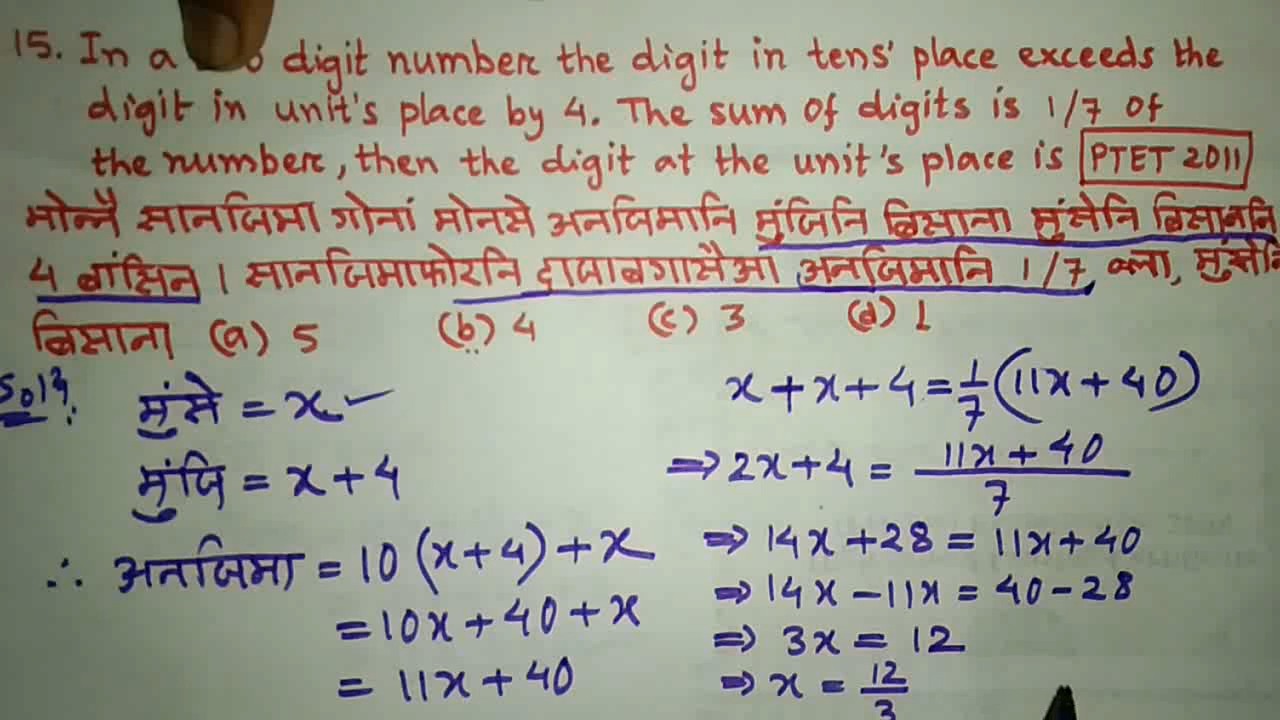 15. In a digit number the digit in tens' place exceeds the
digit in unit's place by 4. The sum of digits is 1/7 of
the number, then the digit at the unit's place is PTET 2011
मोन्नै सानजिमा गोनां मोनसे अनजिमानि मुंजिनि बिसाना मुंसेनि बिसाननि
4 बांसिन । सानजिमाफोरनि दाजाबगासैआ अनजिमानि 1/7 ब्ला,
बिसाना (a) 5 (b) 4 (c) 3 (d) 1
Solⁿ.
मुंसे = x
मुंजि = x + 4
∴ अनजिमा = 10 (x+4) + x
= 10x + 40 + x
= 11x + 40
x + x + 4 = 1/7 (11x + 40)
⇒ 2x + 4 = 11x + 40 / 7
⇒ 14x + 28 = 11x + 40
⇒ 14x - 11x = 40 - 28
⇒ 3x = 12
⇒ x = 12/3